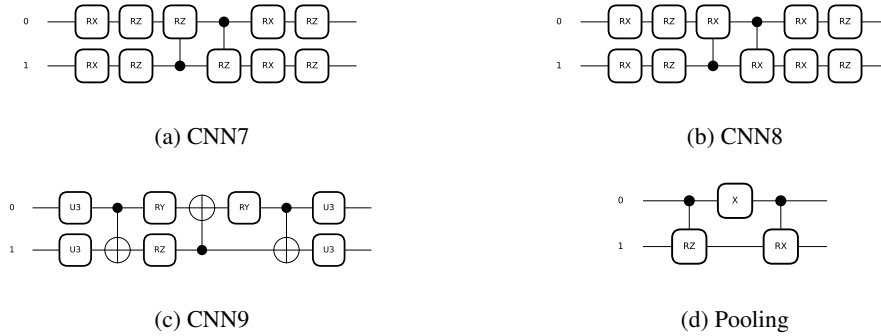 0 RX RZ RZ RX RZ
1 RX RZ RZ RX RZ
(a) CNN7
0 RX RZ RX RX RZ
1 RX RZ RX RX RZ
(b) CNN8
0 U3 RY RY U3
1 U3 RZ U3
(c) CNN9
0 X
1 RZ RX
(d) Pooling